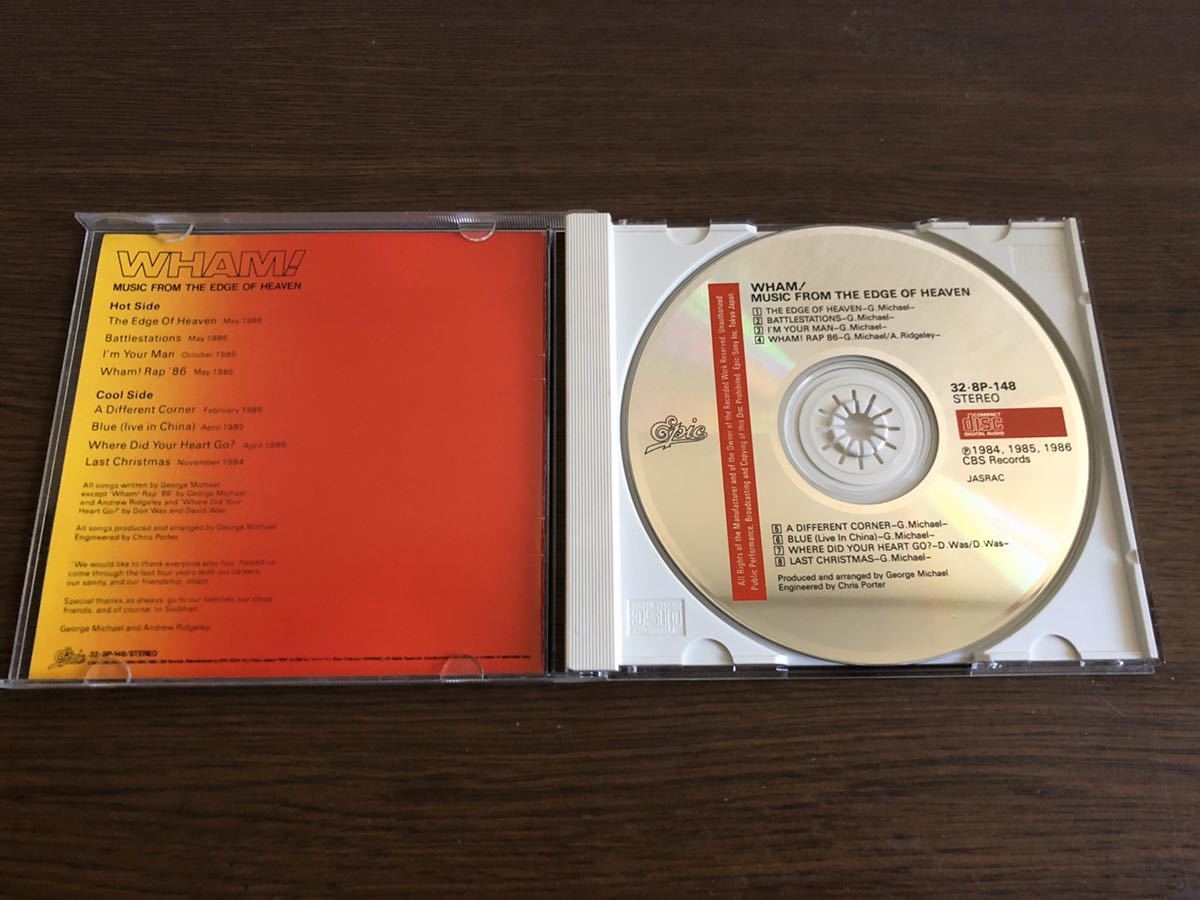 WHAM!
MUSIC FROM THE EDGE OF HEAVEN
Hot Side
The Edge Of Heaven May 1986
Battlestations May 1986
I'm Your Man October 1985
Wham! Rap '86 May 1986
Cool Side
A Different Corner February 1986
Blue (live in China) April 1985
Where Did Your Heart Go? April 1986
Last Christmas November 1984
All songs written by George Michael
except 'Wham! Rap '86' by George Michael
and Andrew Ridgeley and 'Where Did Your
Heart Go?' by Don Was and David Was
All songs produced and arranged by George Michael
Engineered by Chris Porter
"We would like to thank everyone who has helped us
come through the last four years with our careers,
our sanity, and our friendship intact.
Special thanks, as always, go to our families, our close
friends, and of course, to Siobhan."
George Michael and Andrew Ridgeley
Epic 32·8P-148/STEREO
WHAM!
MUSIC FROM THE EDGE OF HEAVEN
1 THE EDGE OF HEAVEN–G.Michael–
2 BATTLESTATIONS–G.Michael–
3 I'M YOUR MAN–G.Michael–
4 WHAM! RAP 86–G.Michael/A.Ridgeley–
All Rights of the Manufacturer and of the Owner of the Recorded Work Reserved. Unauthorized
Public Performance, Broadcasting and Copying of this Disc Prohibited. Epic/Sony Inc. Tokyo Japan.
Epic
32·8P-148
STEREO
COMPACT
disc
DIGITAL AUDIO
℗1984, 1985, 1986
CBS Records
JASRAC
5 A DIFFERENT CORNER–G.Michael–
6 BLUE (Live In China)–G.Michael–
7 WHERE DID YOUR HEART GO?–D.Was/D.Was–
8 LAST CHRISTMAS–G.Michael–
Produced and arranged by George Michael
Engineered by Chris Porter